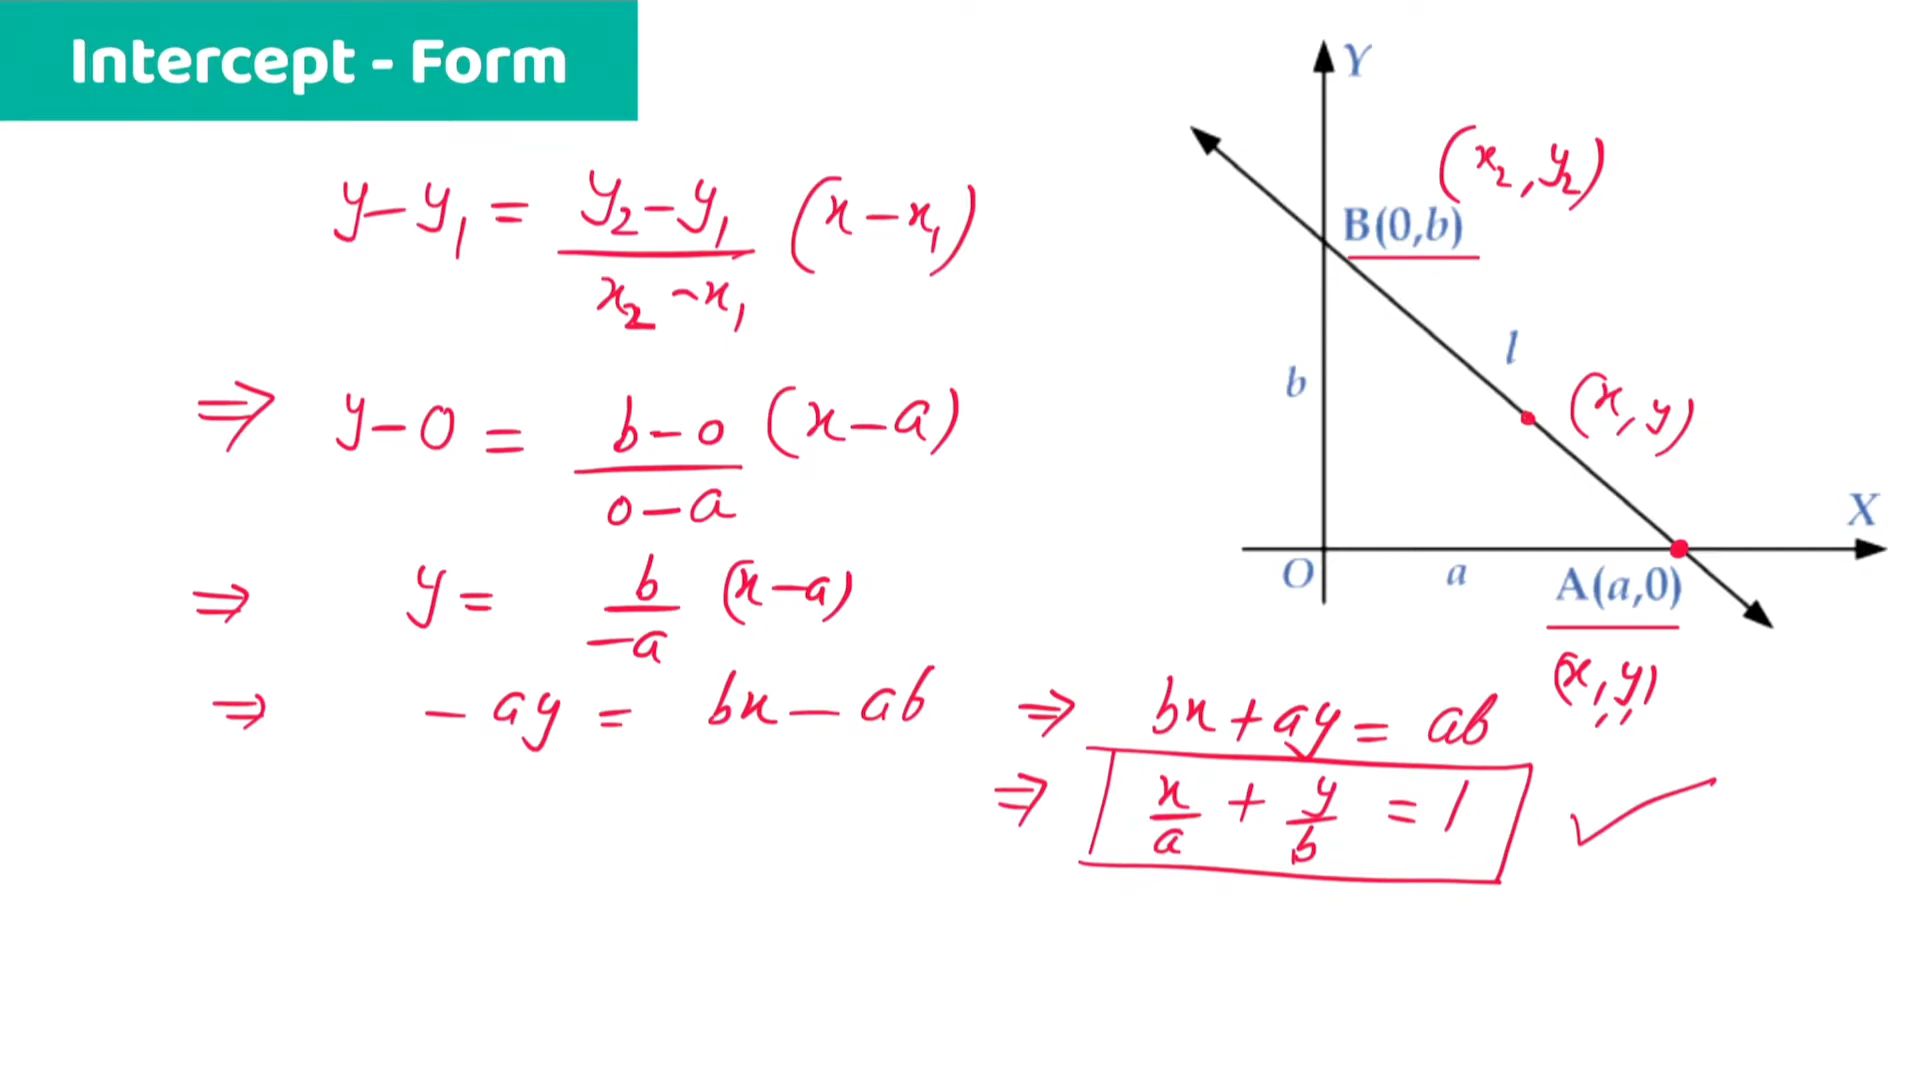 Intercept - Form
y-y₁ = (y₂-y₁)/(x₂-x₁) (x-x₁)
⇒ y-0 = (b-0)/(0-a) (x-a)
⇒ y = b/-a (x-a)
⇒ -ay = bx-ab
⇒ bx+ay = ab
⇒ x/a + y/b = 1
Y
(x₂,y₂)
B(0,b)
l
b
(x,y)
X
O
a
A(a,0)
(x₁,y₁)